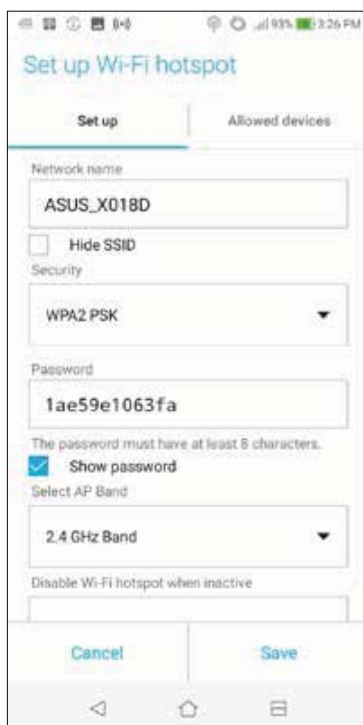 93% 3:26 PM
Set up Wi-Fi hotspot
Set up Allowed devices
Network name
ASUS_X018D
Hide SSID
Security
WPA2 PSK
Password
1ae59e1063fa
The password must have at least 8 characters.
Show password
Select AP Band
2.4 GHz Band
Disable Wi-Fi hotspot when inactive
Cancel Save